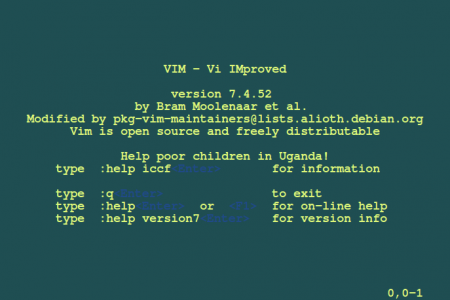 VIM - Vi IMproved
version 7.4.52
by Bram Moolenaar et al.
Modified by pkg-vim-maintainers@lists.alioth.debian.org
Vim is open source and freely distributable
Help poor children in Uganda!
type :help iccf<Enter> for information
type :q<Enter> to exit
type :help<Enter> or <F1> for on-line help
type :help version7<Enter> for version info
0,0-1